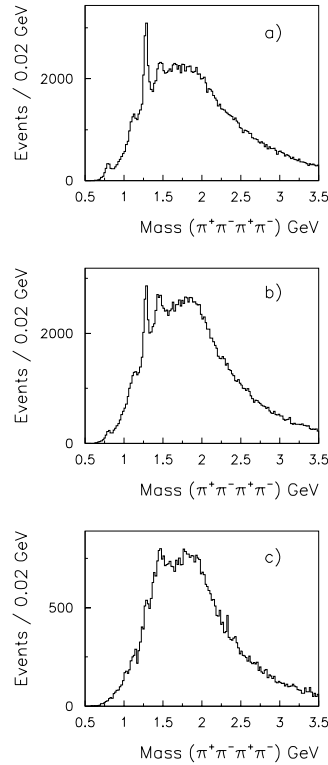 Events / 0.02 GeV
a)
2000
0
0.5 1 1.5 2 2.5 3 3.5
Mass (π⁺π⁻π⁺π⁻) GeV
Events / 0.02 GeV
b)
2000
0
0.5 1 1.5 2 2.5 3 3.5
Mass (π⁺π⁻π⁺π⁻) GeV
Events / 0.02 GeV
c)
500
0
0.5 1 1.5 2 2.5 3 3.5
Mass (π⁺π⁻π⁺π⁻) GeV